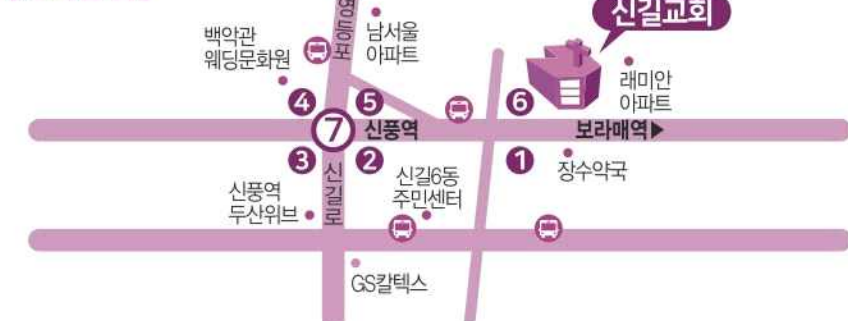 영등포
남서울
아파트
신길교회
백악관
웨딩문화원
래미안
아파트
4
5
6
7
신풍역
보라매역▶
3
2
1
신길로
신길6동
주민센터
장수약국
신풍역
두산위브
GS칼텍스